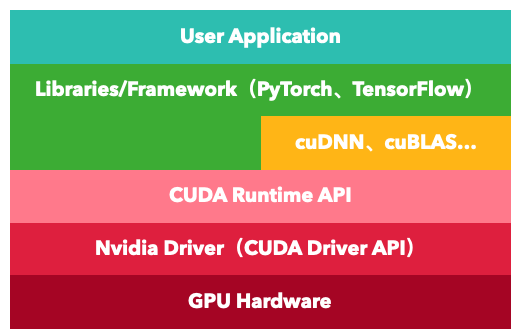 User Application
Libraries/Framework（PyTorch、TensorFlow）
cuDNN、cuBLAS...
CUDA Runtime API
Nvidia Driver（CUDA Driver API）
GPU Hardware